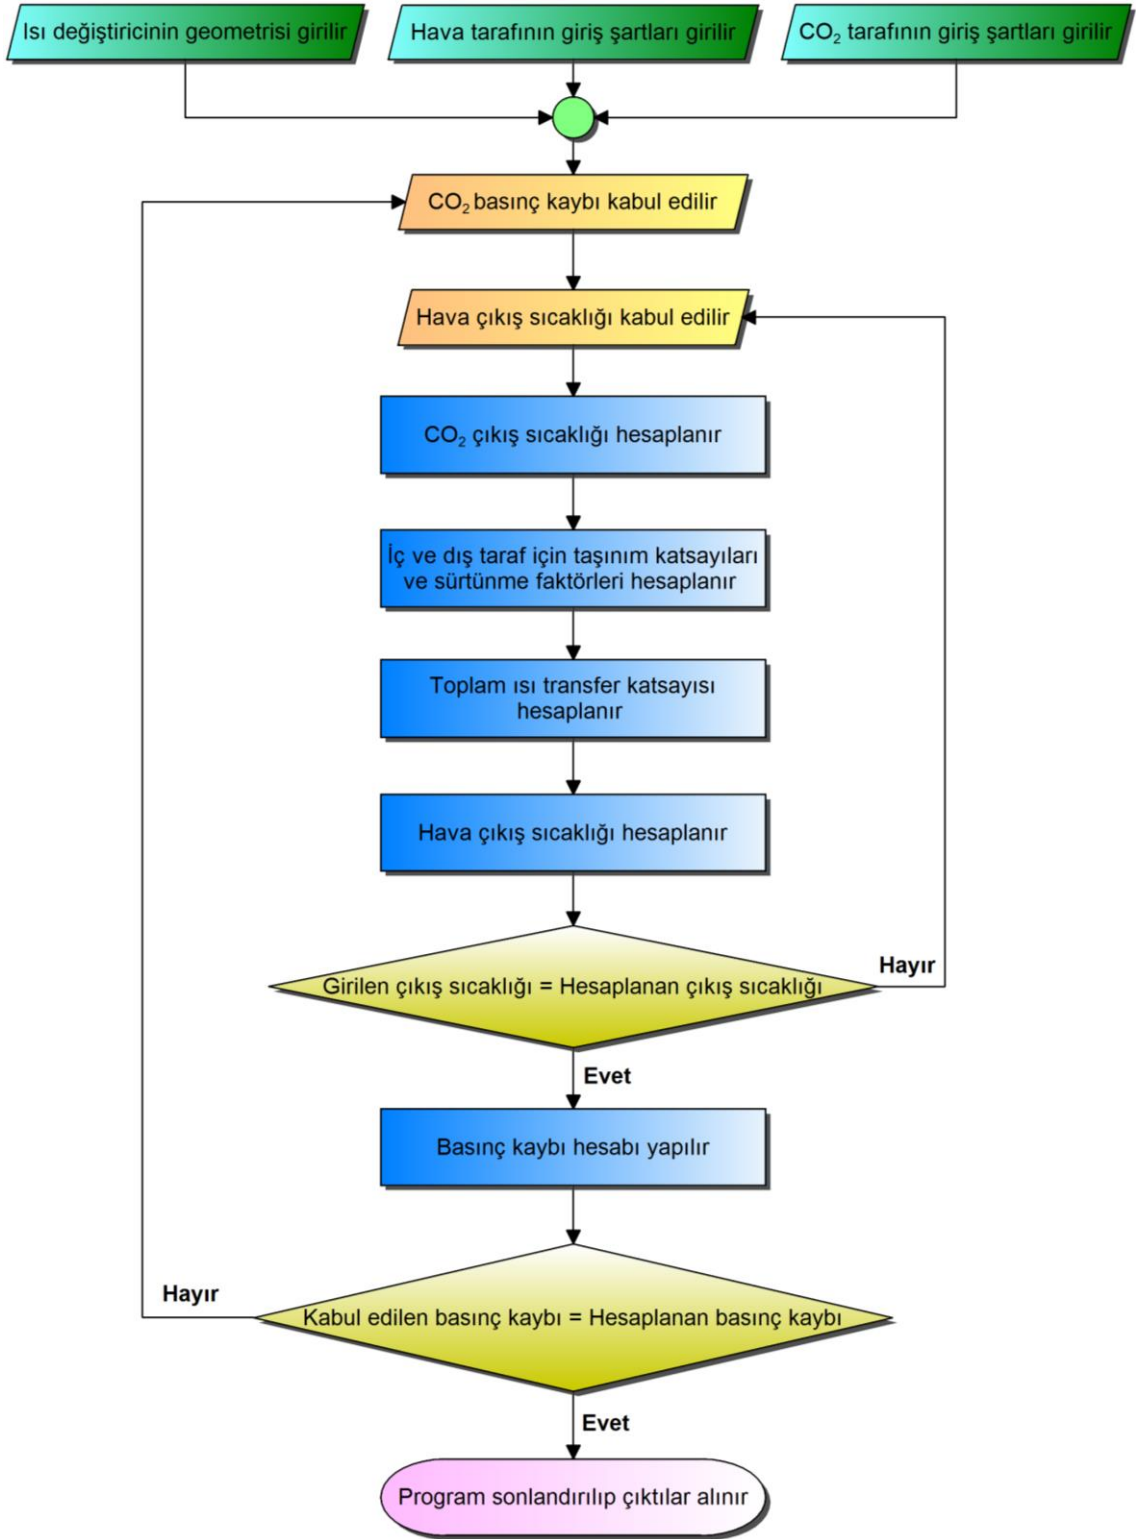 Isı değiştiricinin geometrisi girilir
Hava tarafının giriş şartları girilir
CO₂ tarafının giriş şartları girilir
CO₂ basınç kaybı kabul edilir
Hava çıkış sıcaklığı kabul edilir
CO₂ çıkış sıcaklığı hesaplanır
İç ve dış taraf için taşınım katsayıları
ve sürtünme faktörleri hesaplanır
Toplam ısı transfer katsayısı
hesaplanır
Hava çıkış sıcaklığı hesaplanır
Girilen çıkış sıcaklığı = Hesaplanan çıkış sıcaklığı
Hayır
Evet
Basınç kaybı hesabı yapılır
Hayır
Kabul edilen basınç kaybı = Hesaplanan basınç kaybı
Evet
Program sonlandırılıp çıktılar alınır